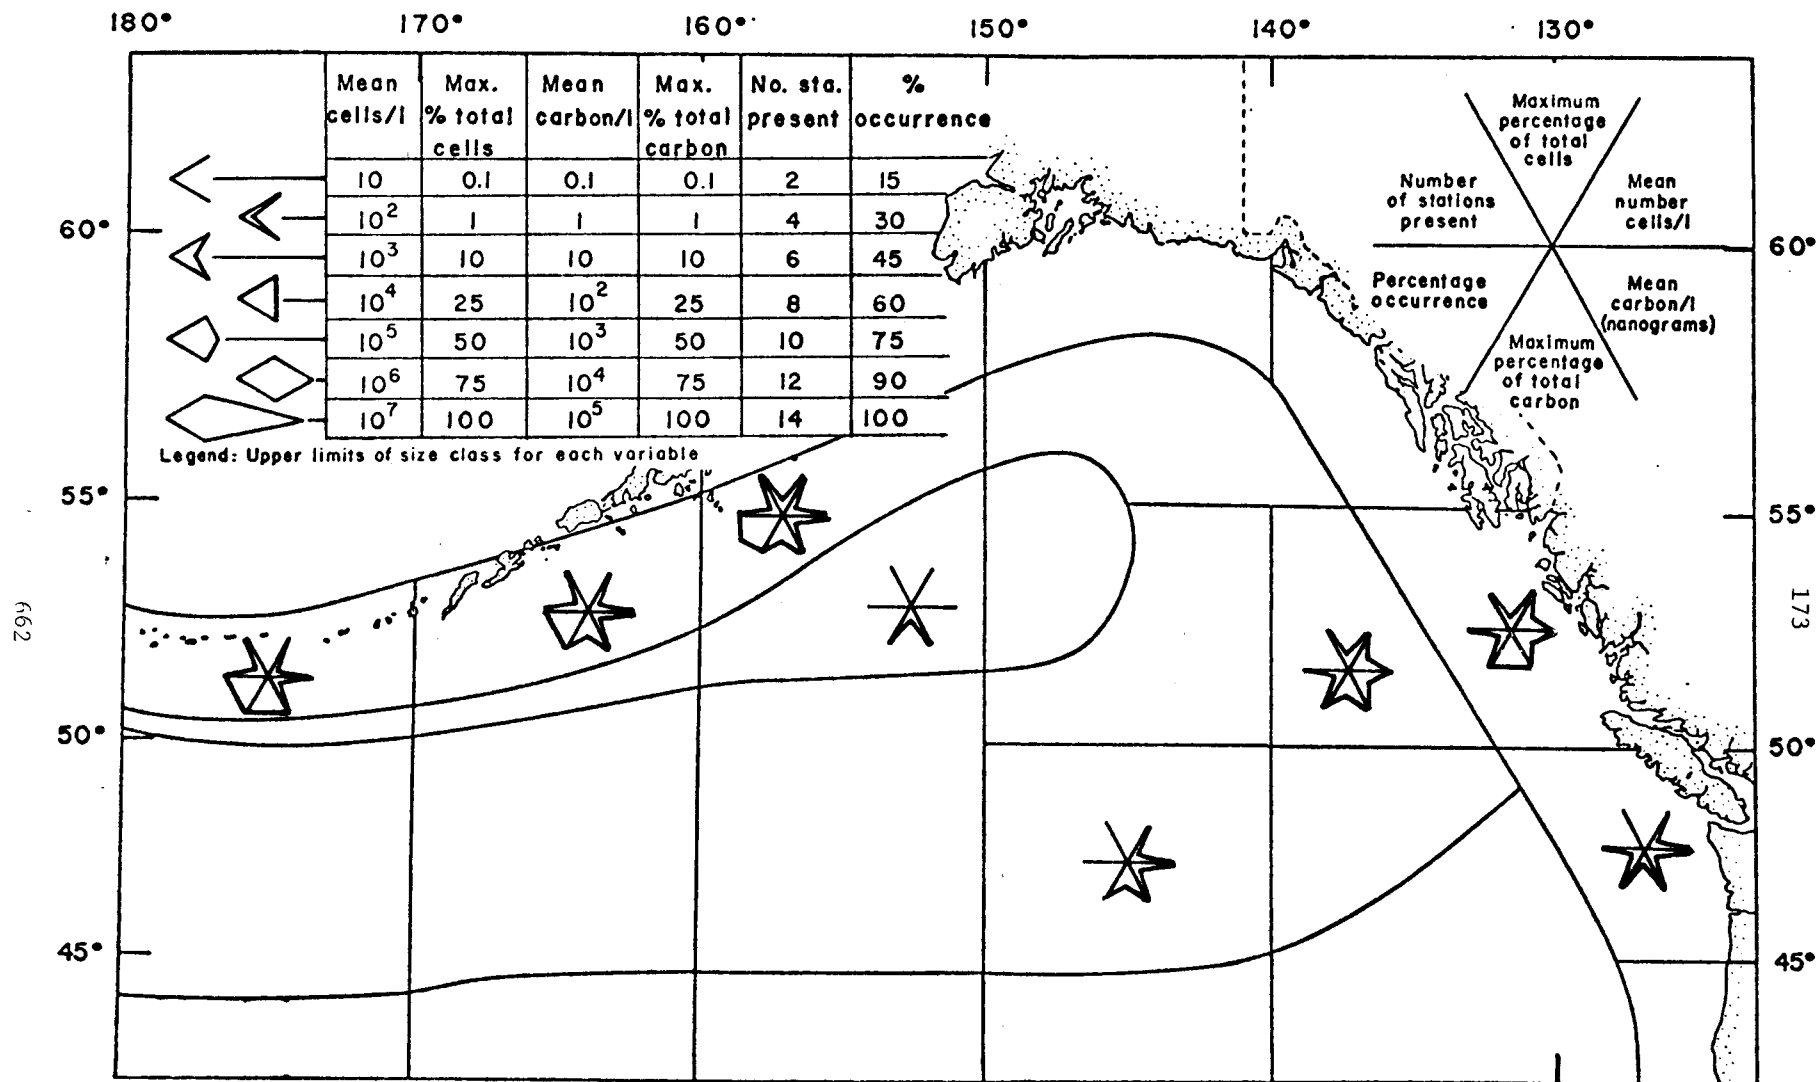 180° 170° 160° 150° 140° 130°
Mean Max. Mean Max. No. sta. %
cells/l % total carbon/l % total present occurrence
cells carbon
10 0.1 0.1 0.1 2 15
10² 1 1 1 4 30
10³ 10 10 10 6 45
10⁴ 25 10² 25 8 60
10⁵ 50 10³ 50 10 75
10⁶ 75 10⁴ 75 12 90
10⁷ 100 10⁵ 100 14 100
Legend: Upper limits of size class for each variable
Maximum
percentage
of total
cells
Number
of stations
present
Mean
number
cells/l
Percentage
occurrence
Mean
carbon/l
(nanograms)
Maximum
percentage
of total
carbon
60° 60°
55° 55°
50° 50°
45° 45°
662
173